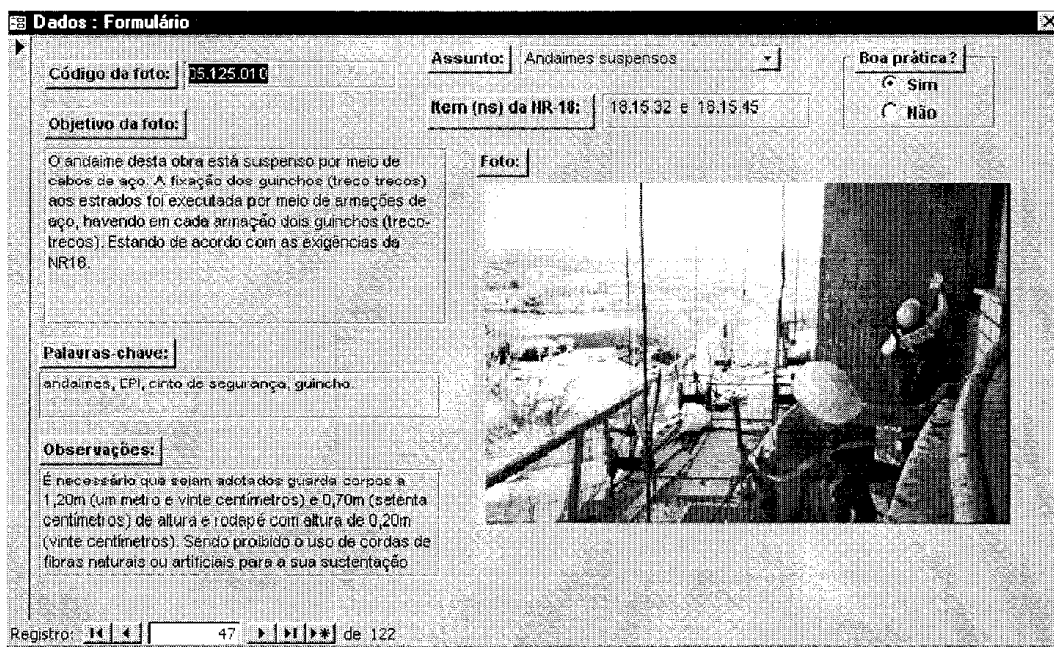 Dados : Formulário
Código da foto: 05.125.010
Assunto: Andaimes suspensos
Boa prática?
Sim
Não
Item (ns) da NR-18: 18.15.32 e 18.15.45
Objetivo da foto:
O andaime desta obra está suspenso por meio de
cabos de aço. A fixação dos guinchos (treco trecos)
aos estrados foi executada por meio de armações de
aço, havendo em cada armação dois guinchos (treco-
trecos). Estando de acordo com as exigências da
NR18.
Foto:
Palavras-chave:
andaimes, EPI, cinto de segurança, guincho.
Observações:
É necessário que sejam adotados guarda corpos a
1,20m (um metro e vinte centímetros) e 0,70m (setenta
centímetros) de altura e rodapé com altura de 0,20m
(vinte centímetros). Sendo proibido o uso de cordas de
fibras naturais ou artificiais para a sua sustentação
Registro: 47 de 122